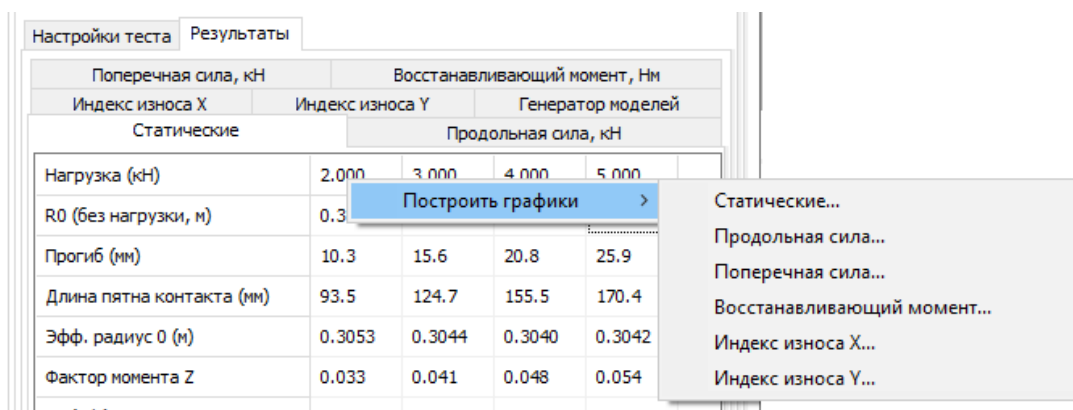 Настройки теста Результаты
Поперечная сила, кН Восстанавливающий момент, Нм
Индекс износа X Индекс износа Y Генератор моделей
Статические Продольная сила, кН
Нагрузка (кН) 2.000 3.000 4.000 5.000
Построить графики >
R0 (без нагрузки, м) 0.3
Прогиб (мм) 10.3 15.6 20.8 25.9
Длина пятна контакта (мм) 93.5 124.7 155.5 170.4
Эфф. радиус 0 (м) 0.3053 0.3044 0.3040 0.3042
Фактор момента Z 0.033 0.041 0.048 0.054
Статические...
Продольная сила...
Поперечная сила...
Восстанавливающий момент...
Индекс износа X...
Индекс износа Y...